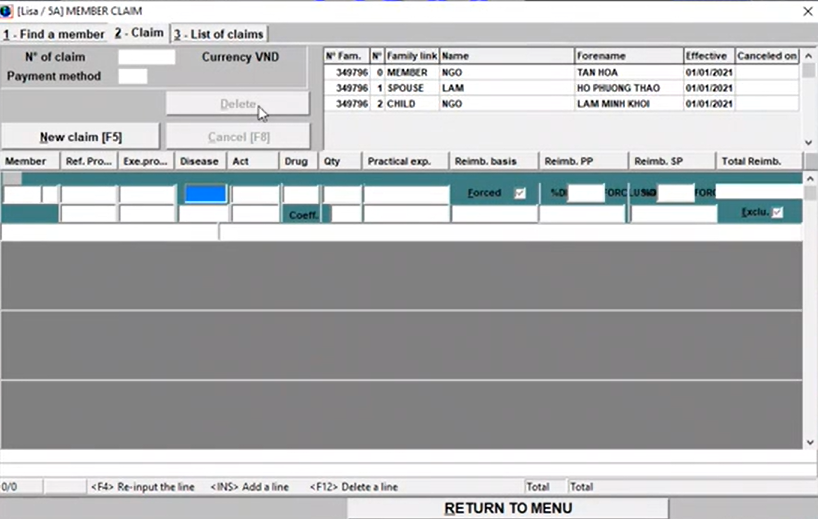 [Lisa / 5A] MEMBER CLAIM
1 - Find a member 2 - Claim 3 - List of claims
N° of claim Currency VND
Payment method
Delete
New claim [F5] Cancel [F8]
N° Fam. N° Family link Name Forename Effective Canceled on
349796 0 MEMBER NGO TAN HOA 01/01/2021
349796 1 SPOUSE LAM HO PHUONG THAO 01/01/2021
349796 2 CHILD NGO LAM MINH KHOI 01/01/2021
Member Ref. Pro... Exe.pro... Disease Act Drug Qty Practical exp. Reimb. basis Reimb. PP Reimb. SP Total Reimb.
Forced
Coeff. Exclu.
0/0 <F4> Re-input the line <INS> Add a line <F12> Delete a line Total Total
RETURN TO MENU